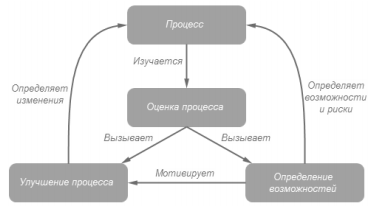 Процесс
Изучается
Определяет
изменения
Определяет
возможности
и риски
Оценка процесса
Вызывает
Вызывает
Улучшение процесса
Мотивирует
Определение
возможностей